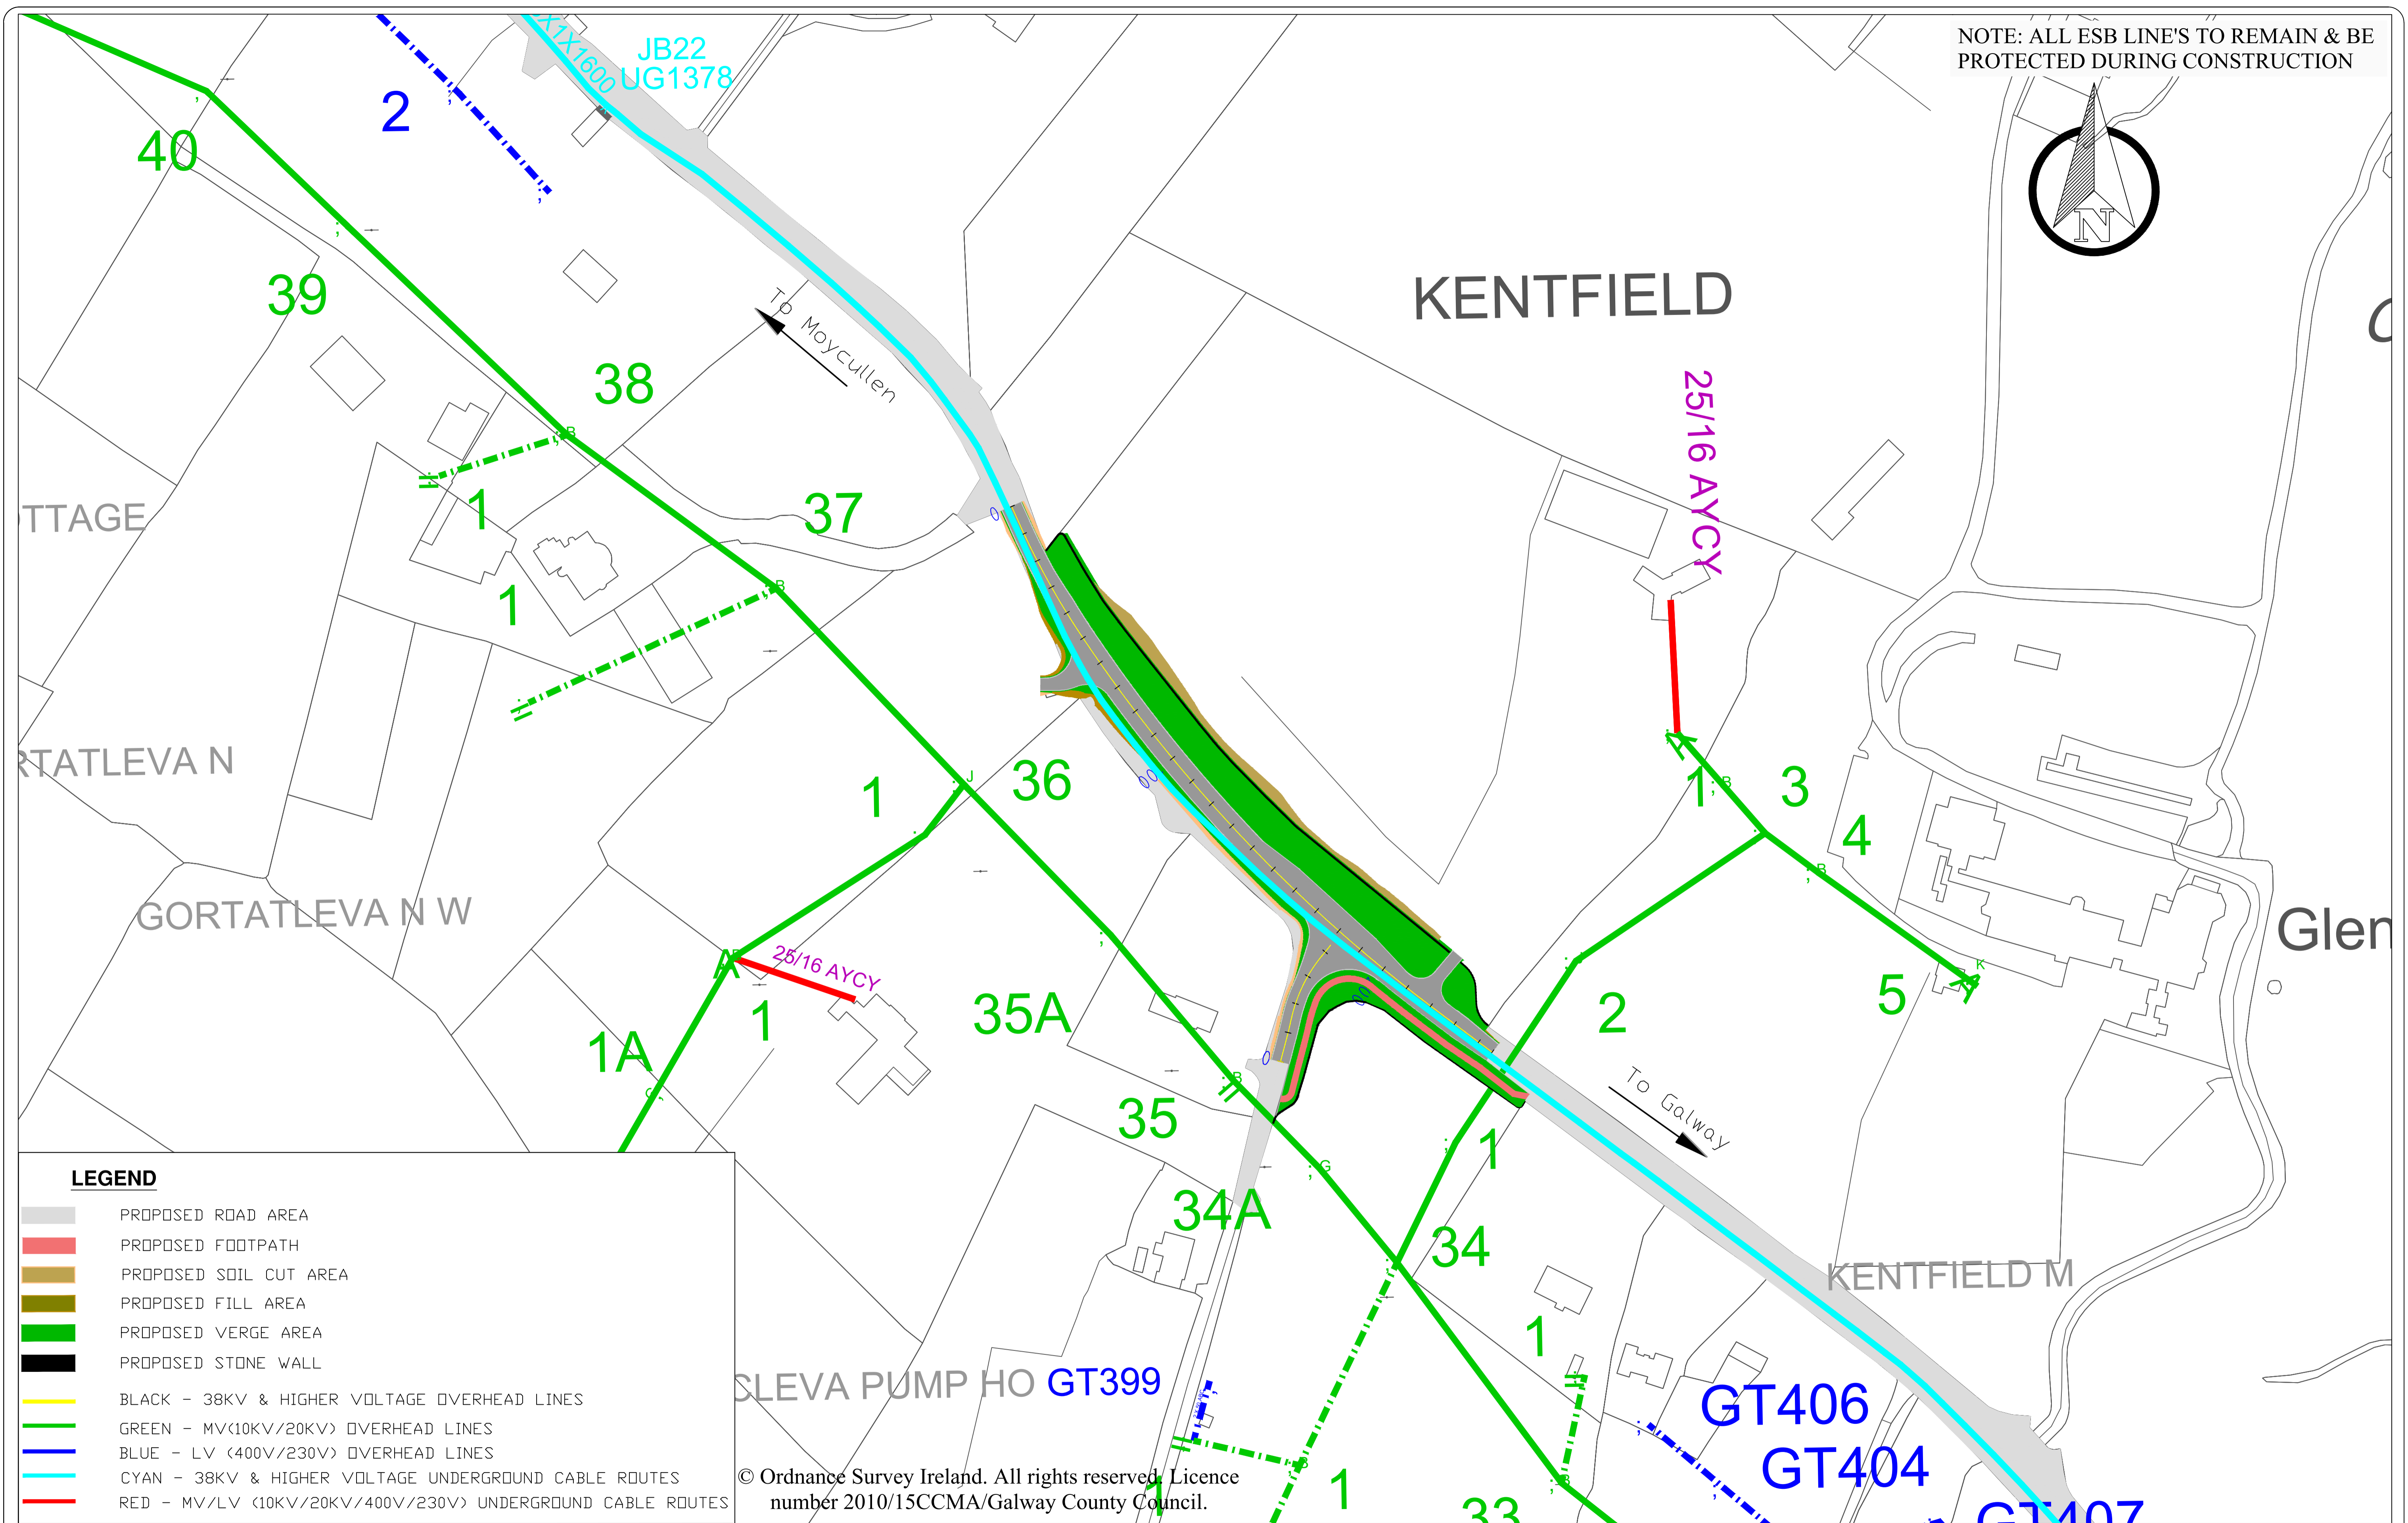 NOTE: ALL ESB LINE'S TO REMAIN & BE
PROTECTED DURING CONSTRUCTION
N
X1X1600
JB22
UG1378
2
40
39
38
37
36
35A
35
34A
34
33
To Moycullen
KENTFIELD
25/16 AYCY
TTAGE
1
1
B
B
J
RTATLEVA N
GORTATLEVA N W
1
A
25/16 AYCY
1
1A
B
G
A
1
B
3
4
B
5
K
A
2
1
Glen
To Galway
KENTFIELD M
1
CLEVA PUMP HO
GT399
1
1
B
B
GT406
GT404
GT407
LEGEND
PROPOSED ROAD AREA
PROPOSED FOOTPATH
PROPOSED SOIL CUT AREA
PROPOSED FILL AREA
PROPOSED VERGE AREA
PROPOSED STONE WALL
BLACK - 38KV & HIGHER VOLTAGE OVERHEAD LINES
GREEN - MV(10KV/20KV) OVERHEAD LINES
BLUE - LV (400V/230V) OVERHEAD LINES
CYAN - 38KV & HIGHER VOLTAGE UNDERGROUND CABLE ROUTES
RED - MV/LV (10KV/20KV/400V/230V) UNDERGROUND CABLE ROUTES
© Ordnance Survey Ireland. All rights reserved. Licence
number 2010/15CCMA/Galway County Council.